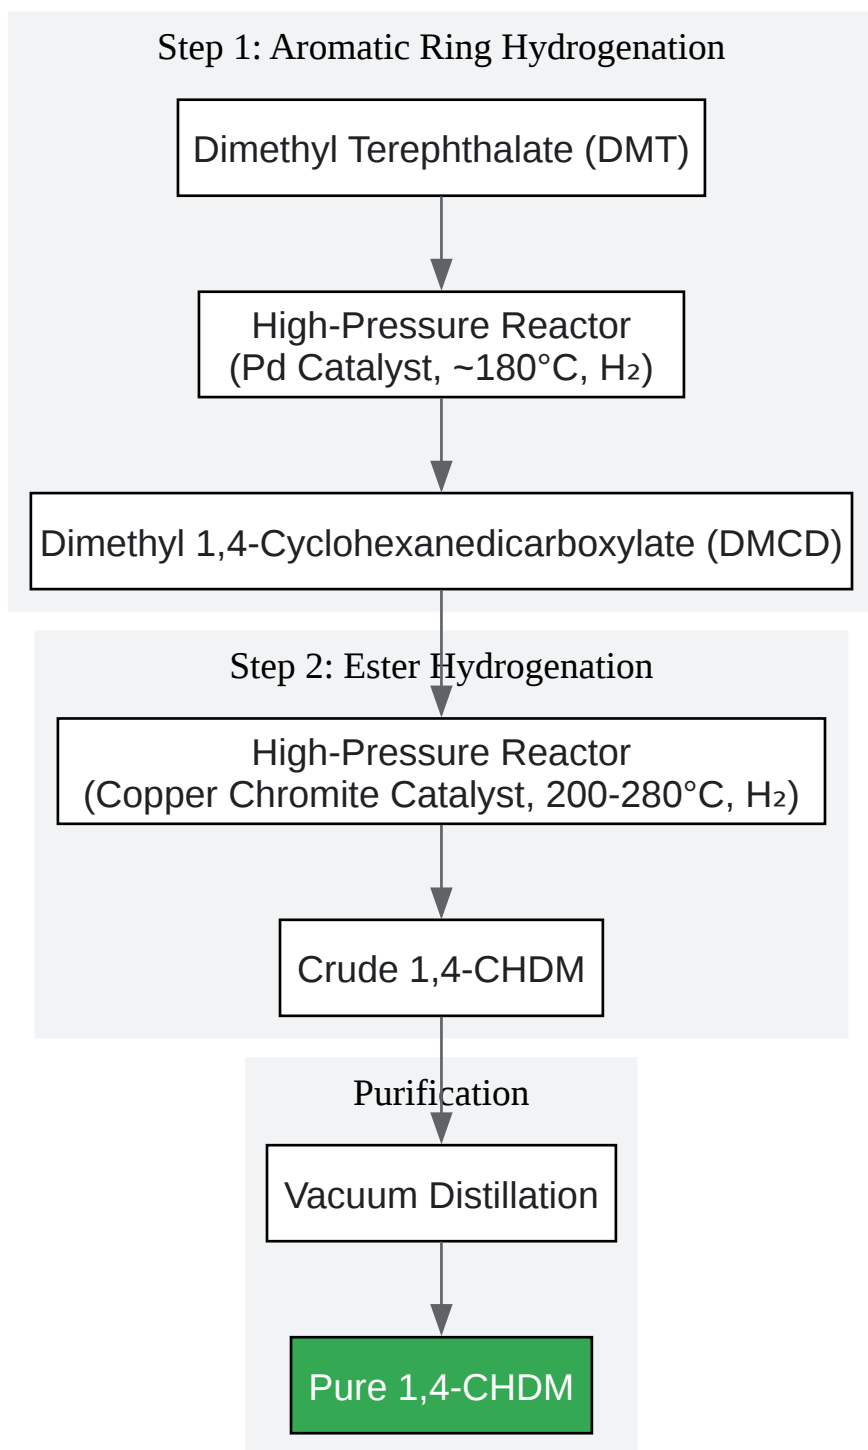 Step 1: Aromatic Ring Hydrogenation
Dimethyl Terephthalate (DMT)
High-Pressure Reactor
(Pd Catalyst, ~180°C, H₂)
Dimethyl 1,4-Cyclohexanedicarboxylate (DMCD)
Step 2: Ester Hydrogenation
High-Pressure Reactor
(Copper Chromite Catalyst, 200-280°C, H₂)
Crude 1,4-CHDM
Purification
Vacuum Distillation
Pure 1,4-CHDM